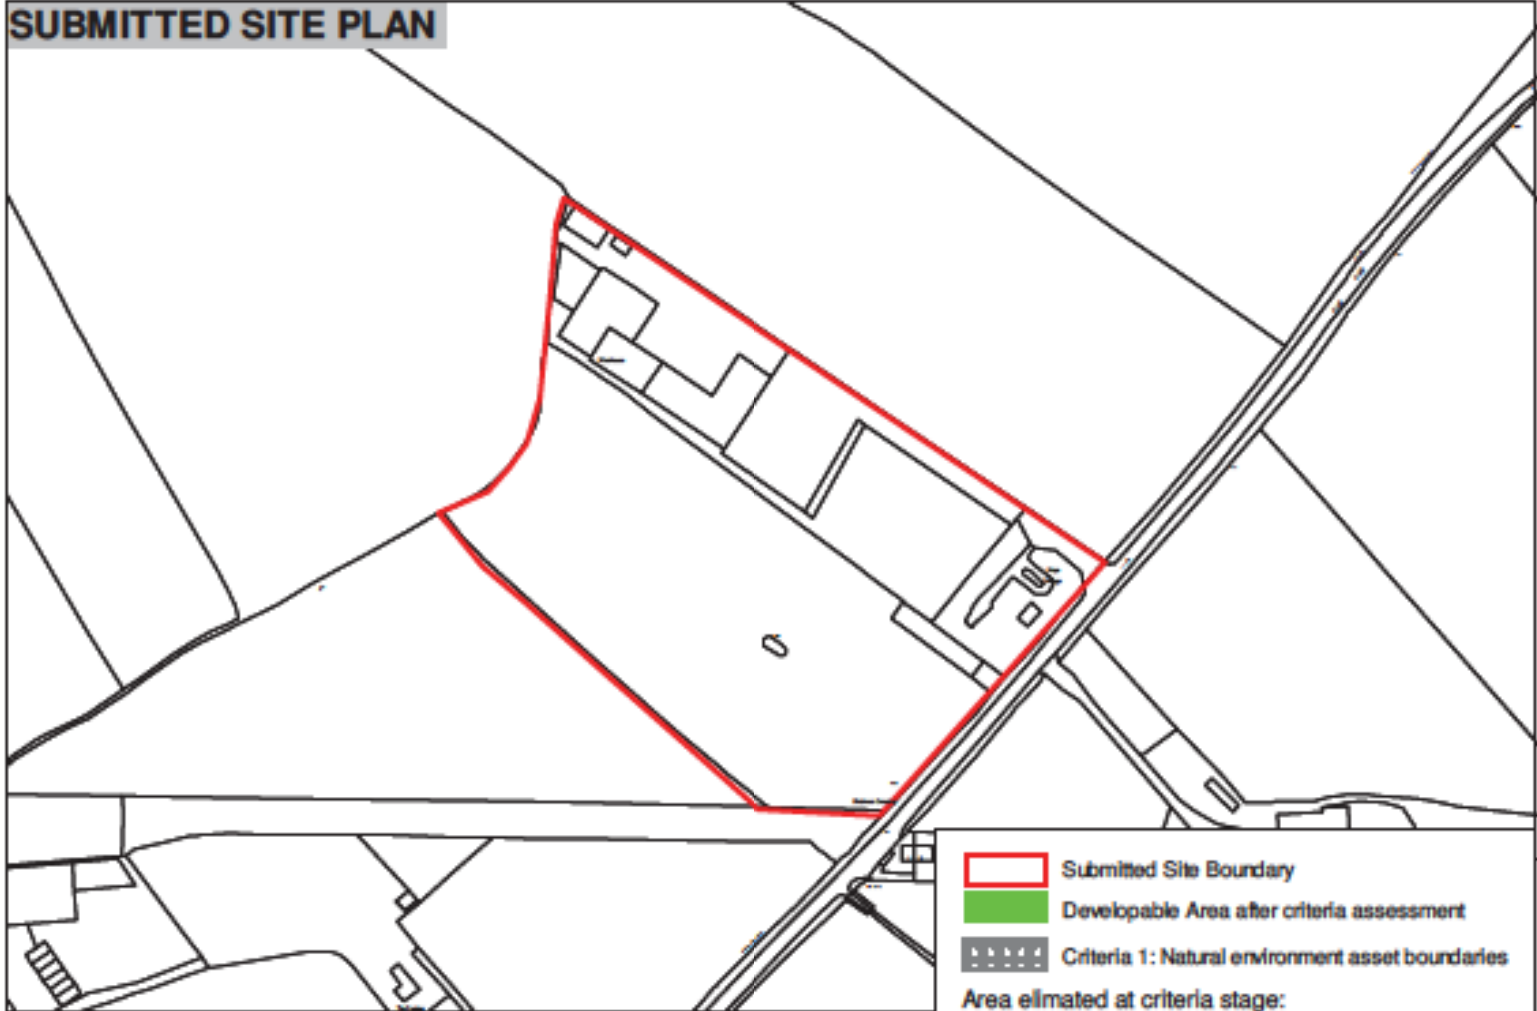 SUBMITTED SITE PLAN
Submitted Site Boundary
Developable Area after criteria assessment
Criteria 1: Natural environment asset boundaries
Area elimated at criteria stage: